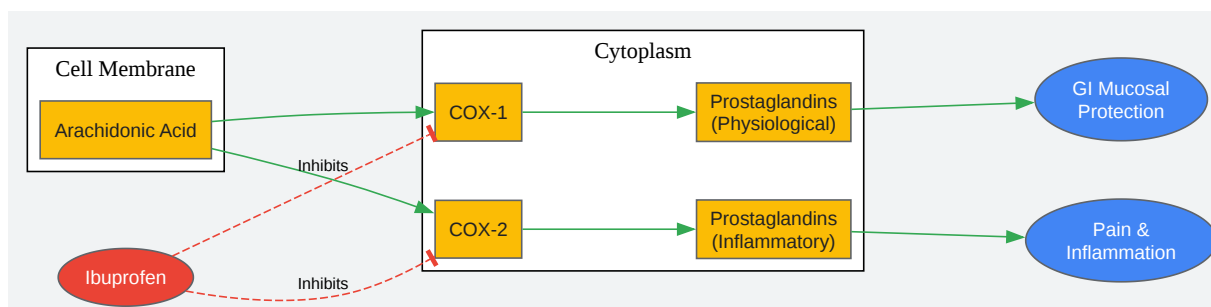 Cell Membrane
Arachidonic Acid
Cytoplasm
COX-1
Prostaglandins
(Physiological)
GI Mucosal
Protection
Inhibits
COX-2
Prostaglandins
(Inflammatory)
Pain &
Inflammation
Ibuprofen
Inhibits